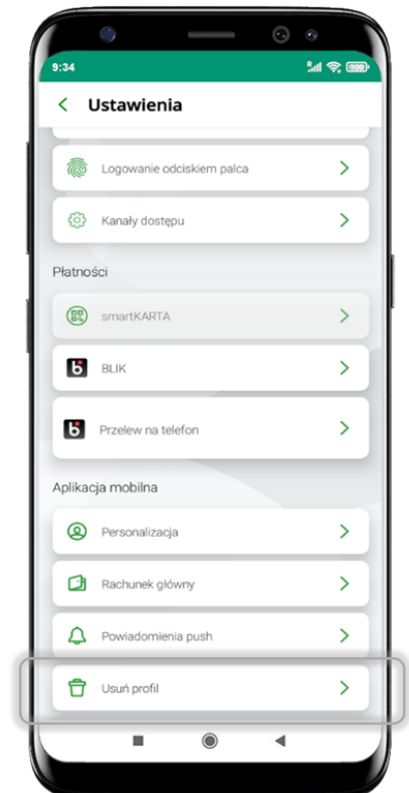 9:34
Ustawienia
Logowanie odciskiem palca
Kanały dostępu
Płatności
smartKARTA
BLIK
Przelew na telefon
Aplikacja mobilna
Personalizacja
Rachunek główny
Powiadomienia push
Usuń profil